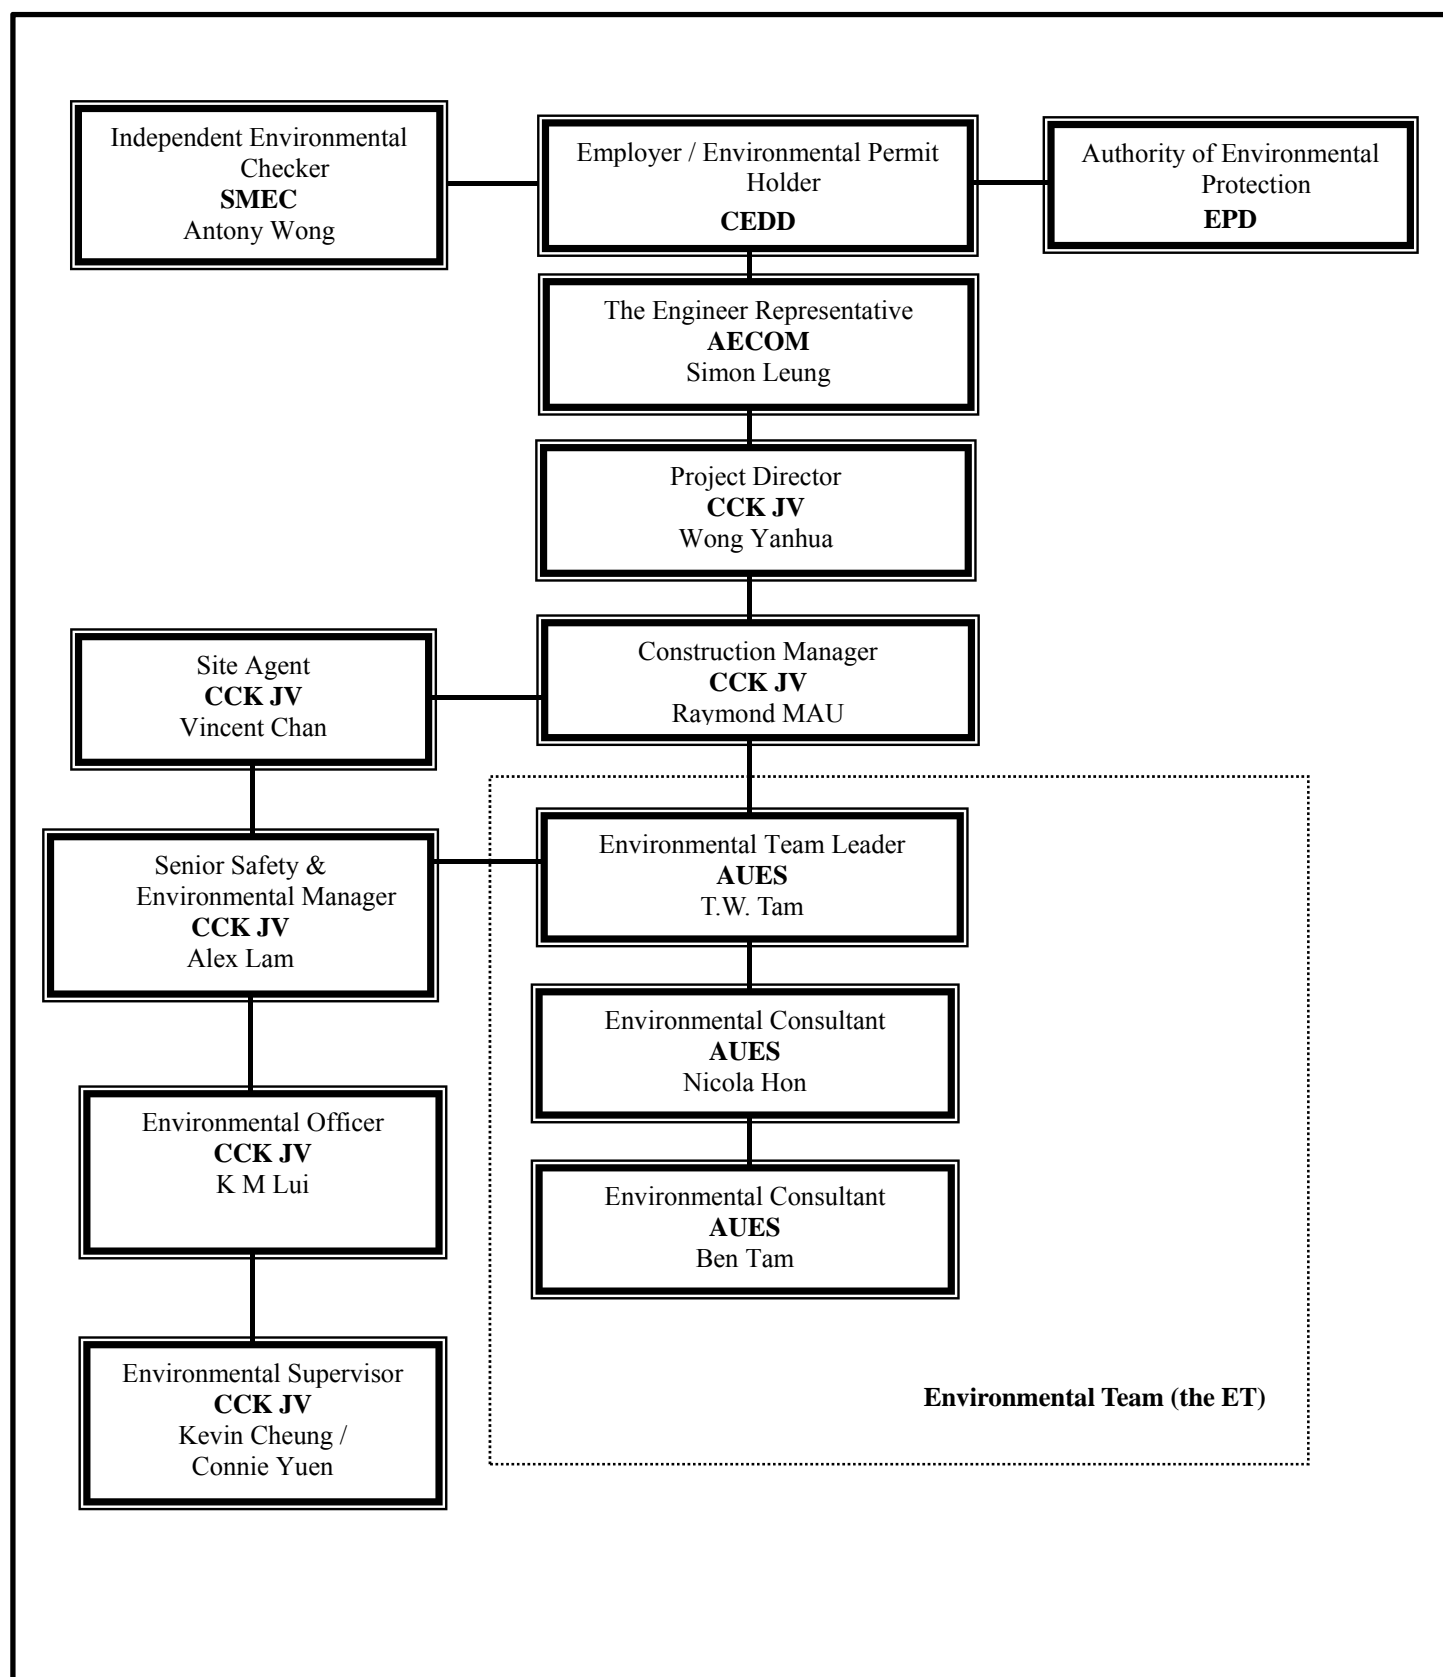 Independent Environmental
Checker
SMEC
Antony Wong
Employer / Environmental Permit
Holder
CEDD
Authority of Environmental
Protection
EPD
The Engineer Representative
AECOM
Simon Leung
Project Director
CCK JV
Wong Yanhua
Site Agent
CCK JV
Vincent Chan
Construction Manager
CCK JV
Raymond MAU
Senior Safety &
Environmental Manager
CCK JV
Alex Lam
Environmental Team Leader
AUES
T.W. Tam
Environmental Consultant
AUES
Nicola Hon
Environmental Officer
CCK JV
K M Lui
Environmental Consultant
AUES
Ben Tam
Environmental Supervisor
CCK JV
Kevin Cheung /
Connie Yuen
Environmental Team (the ET)